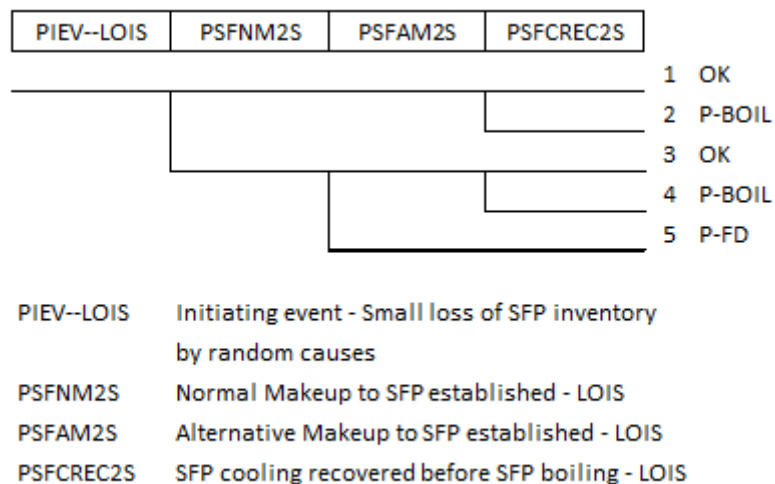 PIEV--LOIS PSFNM2S PSFAM2S PSFCREC2S
1 OK
2 P-BOIL
3 OK
4 P-BOIL
5 P-FD
PIEV--LOIS Initiating event - Small loss of SFP inventory
by random causes
PSFNM2S Normal Makeup to SFP established - LOIS
PSFAM2S Alternative Makeup to SFP established - LOIS
PSFCREC2S SFP cooling recovered before SFP boiling - LOIS